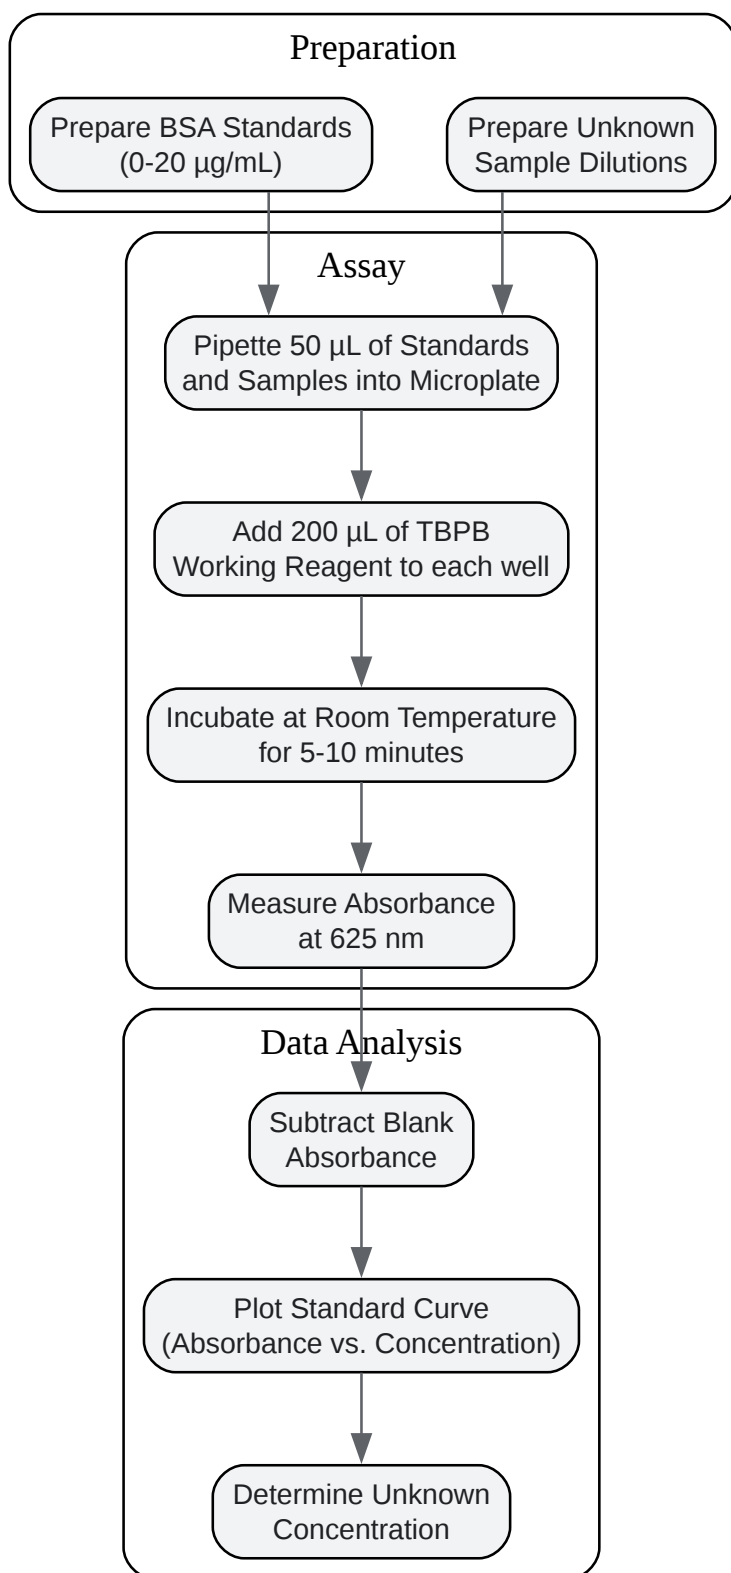 Preparation
Prepare BSA Standards
(0-20 µg/mL)
Prepare Unknown
Sample Dilutions
Assay
Pipette 50 µL of Standards
and Samples into Microplate
Add 200 µL of TBPB
Working Reagent to each well
Incubate at Room Temperature
for 5-10 minutes
Measure Absorbance
at 625 nm
Data Analysis
Subtract Blank
Absorbance
Plot Standard Curve
(Absorbance vs. Concentration)
Determine Unknown
Concentration